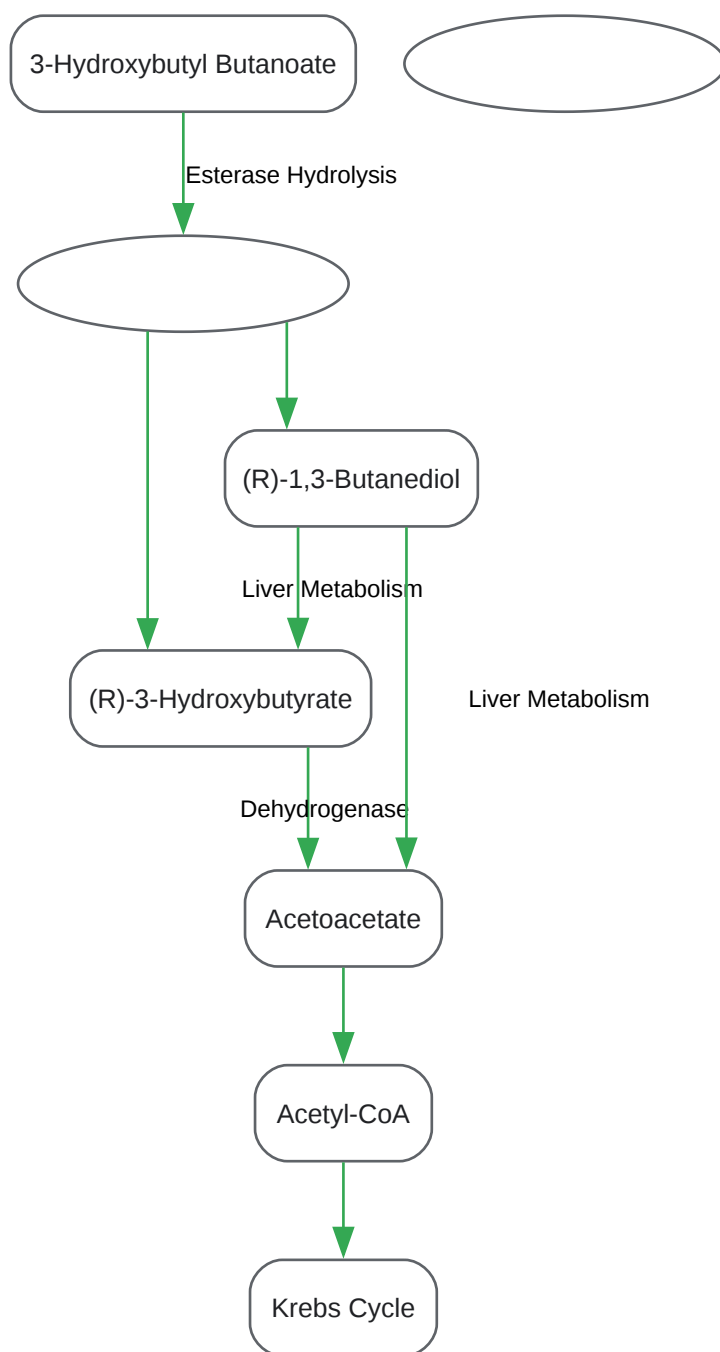 3-Hydroxybutyl Butanoate
Esterase Hydrolysis
(R)-1,3-Butanediol
Liver Metabolism
(R)-3-Hydroxybutyrate
Liver Metabolism
Dehydrogenase
Acetoacetate
Acetyl-CoA
Krebs Cycle